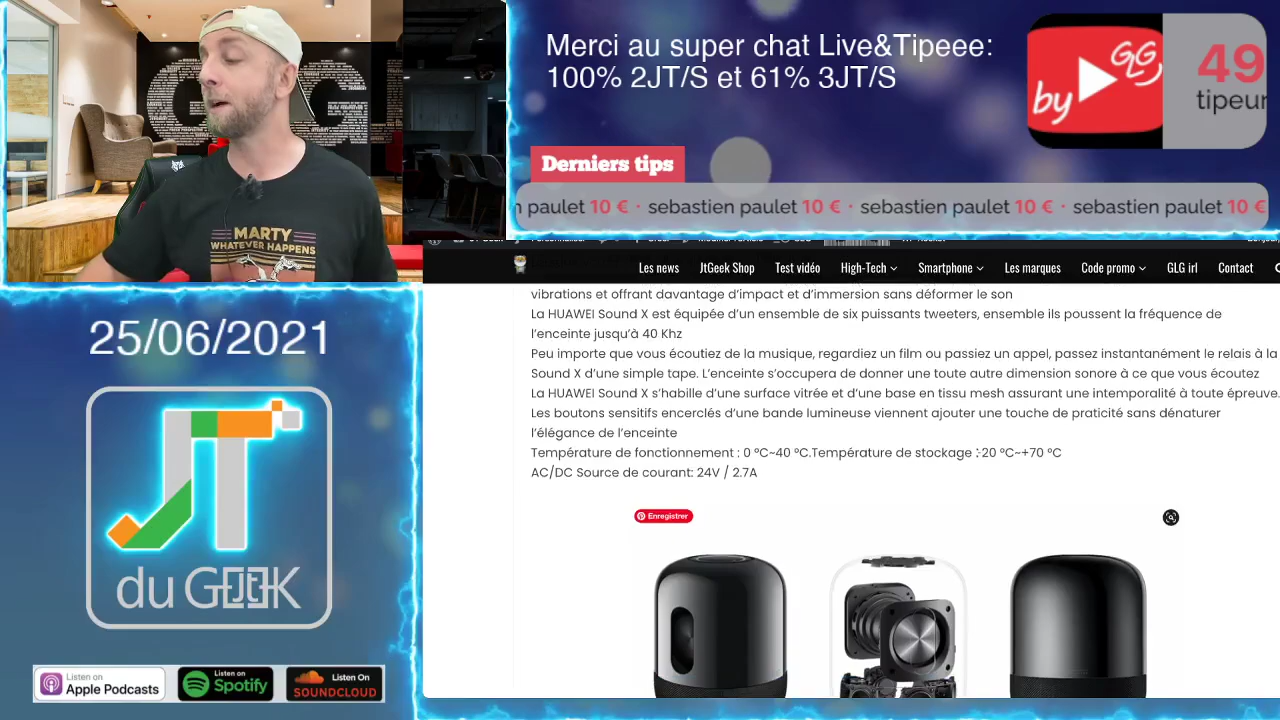 MARTY
WHATEVER HAPPENS
Merci au super chat Live&Tipeee:
100% 2JT/S et 61% 3JT/S
by GLG
49
tipeur
Derniers tips
n paulet 10 € · sebastien paulet 10 € · sebastien paulet 10 € · sebastien paulet 10 €
Les news JtGeek Shop Test vidéo High-Tech Smartphone Les marques Code Promo GLG irl Contact
vibrations et offrant davantage d'impact et d'immersion sans déformer le son
La HUAWEI Sound X est équipée d'un ensemble de six puissants tweeters, ensemble ils poussent la fréquence de
l'enceinte jusqu'à 40 Khz
Peu importe que vous écoutiez de la musique, regardiez un film ou passiez un appel, passez instantanément le relais à la
Sound X d'une simple tape. L'enceinte s'occupera de donner une toute autre dimension sonore à ce que vous écoutez
La HUAWEI Sound X s'habille d'une surface vitrée et d'une base en tissu mesh assurant une intemporalité à toute épreuve.
Les boutons sensitifs encerclés d'une bande lumineuse viennent ajouter une touche de praticité sans dénaturer
l'élégance de l'enceinte
Température de fonctionnement : 0 °C~40 °C.Température de stockage :-20 °C~+70 °C
AC/DC Source de courant: 24V / 2.7A
Enregistrer
25/06/2021
JT
du GEEK
Listen on
Apple Podcasts
Listen on
Spotify
Listen On
SOUNDCLOUD